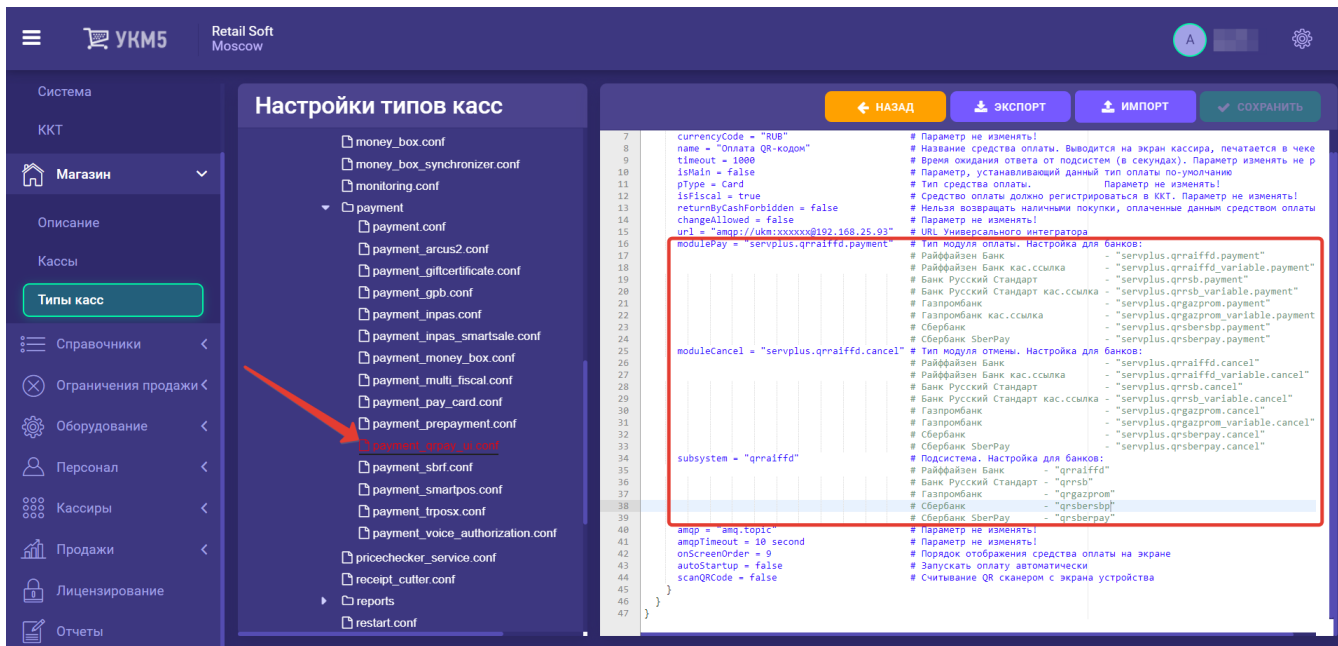 УКМ5
Retail Soft
Moscow
A
Система
ККТ
Магазин
Описание
Кассы
Типы касс
Справочники
Ограничения продажи
Оборудование
Персонал
Кассиры
Продажи
Лицензирование
Отчеты
Настройки типов касс
money_box.conf
money_box_synchronizer.conf
monitoring.conf
payment
payment.conf
payment_arcus2.conf
payment_giftcertificate.conf
payment_gpb.conf
payment_inpas.conf
payment_inpas_smartsale.conf
payment_money_box.conf
payment_multi_fiscal.conf
payment_pay_card.conf
payment_prepayment.conf
payment_qrpay_ui.conf
payment_sbrf.conf
payment_smartpos.conf
payment_trposx.conf
payment_voice_authorization.conf
pricechecker_service.conf
receipt_cutter.conf
reports
restart.conf
НАЗАД
ЭКСПОРТ
ИМПОРТ
СОХРАНИТЬ
7 currencyCode = "RUB" # Параметр не изменять!
8 name = "Оплата QR-кодом" # Название средства оплаты. Выводится на экран кассира, печатается в чеке
9 timeout = 1000 # Время ожидания ответа от подсистем (в секундах). Параметр изменять не р
10 isMain = false # Параметр, устанавливающий данный тип оплаты по-умолчанию
11 pType = Card # Тип средства оплаты. Параметр не изменять!
12 isFiscal = true # Средство оплаты должно регистрироваться в ККТ. Параметр не изменять!
13 returnByCashForbidden = false # Нельзя возвращать наличными покупки, оплаченные данным средством оплаты
14 changeAllowed = false # Параметр не изменять!
15 url = "amqp://ukm:xxxxxx@192.168.25.93" # URL Универсального интегратора
16 modulePay = "servplus.qrraiffd.payment" # Тип модуля оплаты. Настройка для банков:
17 # Райффайзен Банк - "servplus.qrraiffd.payment"
18 # Райффайзен Банк кас.ссылка - "servplus.qrraiffd_variable.payment"
19 # Банк Русский Стандарт - "servplus.qrrsb.payment"
20 # Банк Русский Стандарт кас.ссылка - "servplus.qrrsb_variable.payment"
21 # Газпромбанк - "servplus.qrgazprom.payment"
22 # Газпромбанк кас.ссылка - "servplus.qrgazprom_variable.payment
23 # Сбербанк - "servplus.qrsbersbp.payment"
24 # Сбербанк SberPay - "servplus.qrsberpay.payment"
25 moduleCancel = "servplus.qrraiffd.cancel" # Тип модуля отмены. Настройка для банков:
26 # Райффайзен Банк - "servplus.qrraiffd.cancel"
27 # Райффайзен Банк кас.ссылка - "servplus.qrraiffd_variable.cancel"
28 # Банк Русский Стандарт - "servplus.qrrsb.cancel"
29 # Банк Русский Стандарт кас.ссылка - "servplus.qrrsb_variable.cancel"
30 # Газпромбанк - "servplus.qrgazprom.cancel"
31 # Газпромбанк - "servplus.qrgazprom_variable.cancel"
32 # Сбербанк - "servplus.qrsberpay.cancel"
33 # Сбербанк SberPay - "servplus.qrsberpay.cancel"
34 subsystem = "qrraiffd" # Подсистема. Настройка для банков:
35 # Райффайзен Банк - "qrraiffd"
36 # Банк Русский Стандарт - "qrrsb"
37 # Газпромбанк - "qrgazprom"
38 # Сбербанк - "qrsbersbp"
39 # Сбербанк SberPay - "qrsberpay"
40 amqp = "amq.topic" # Параметр не изменять!
41 amqpTimeout = 10 second # Параметр не изменять!
42 onScreenOrder = 9 # Порядок отображения средства оплаты на экране
43 autoStartup = false # Запускать оплату автоматически
44 scanQRCode = false # Считывание QR сканером с экрана устройства
45 }
46 }
47 }